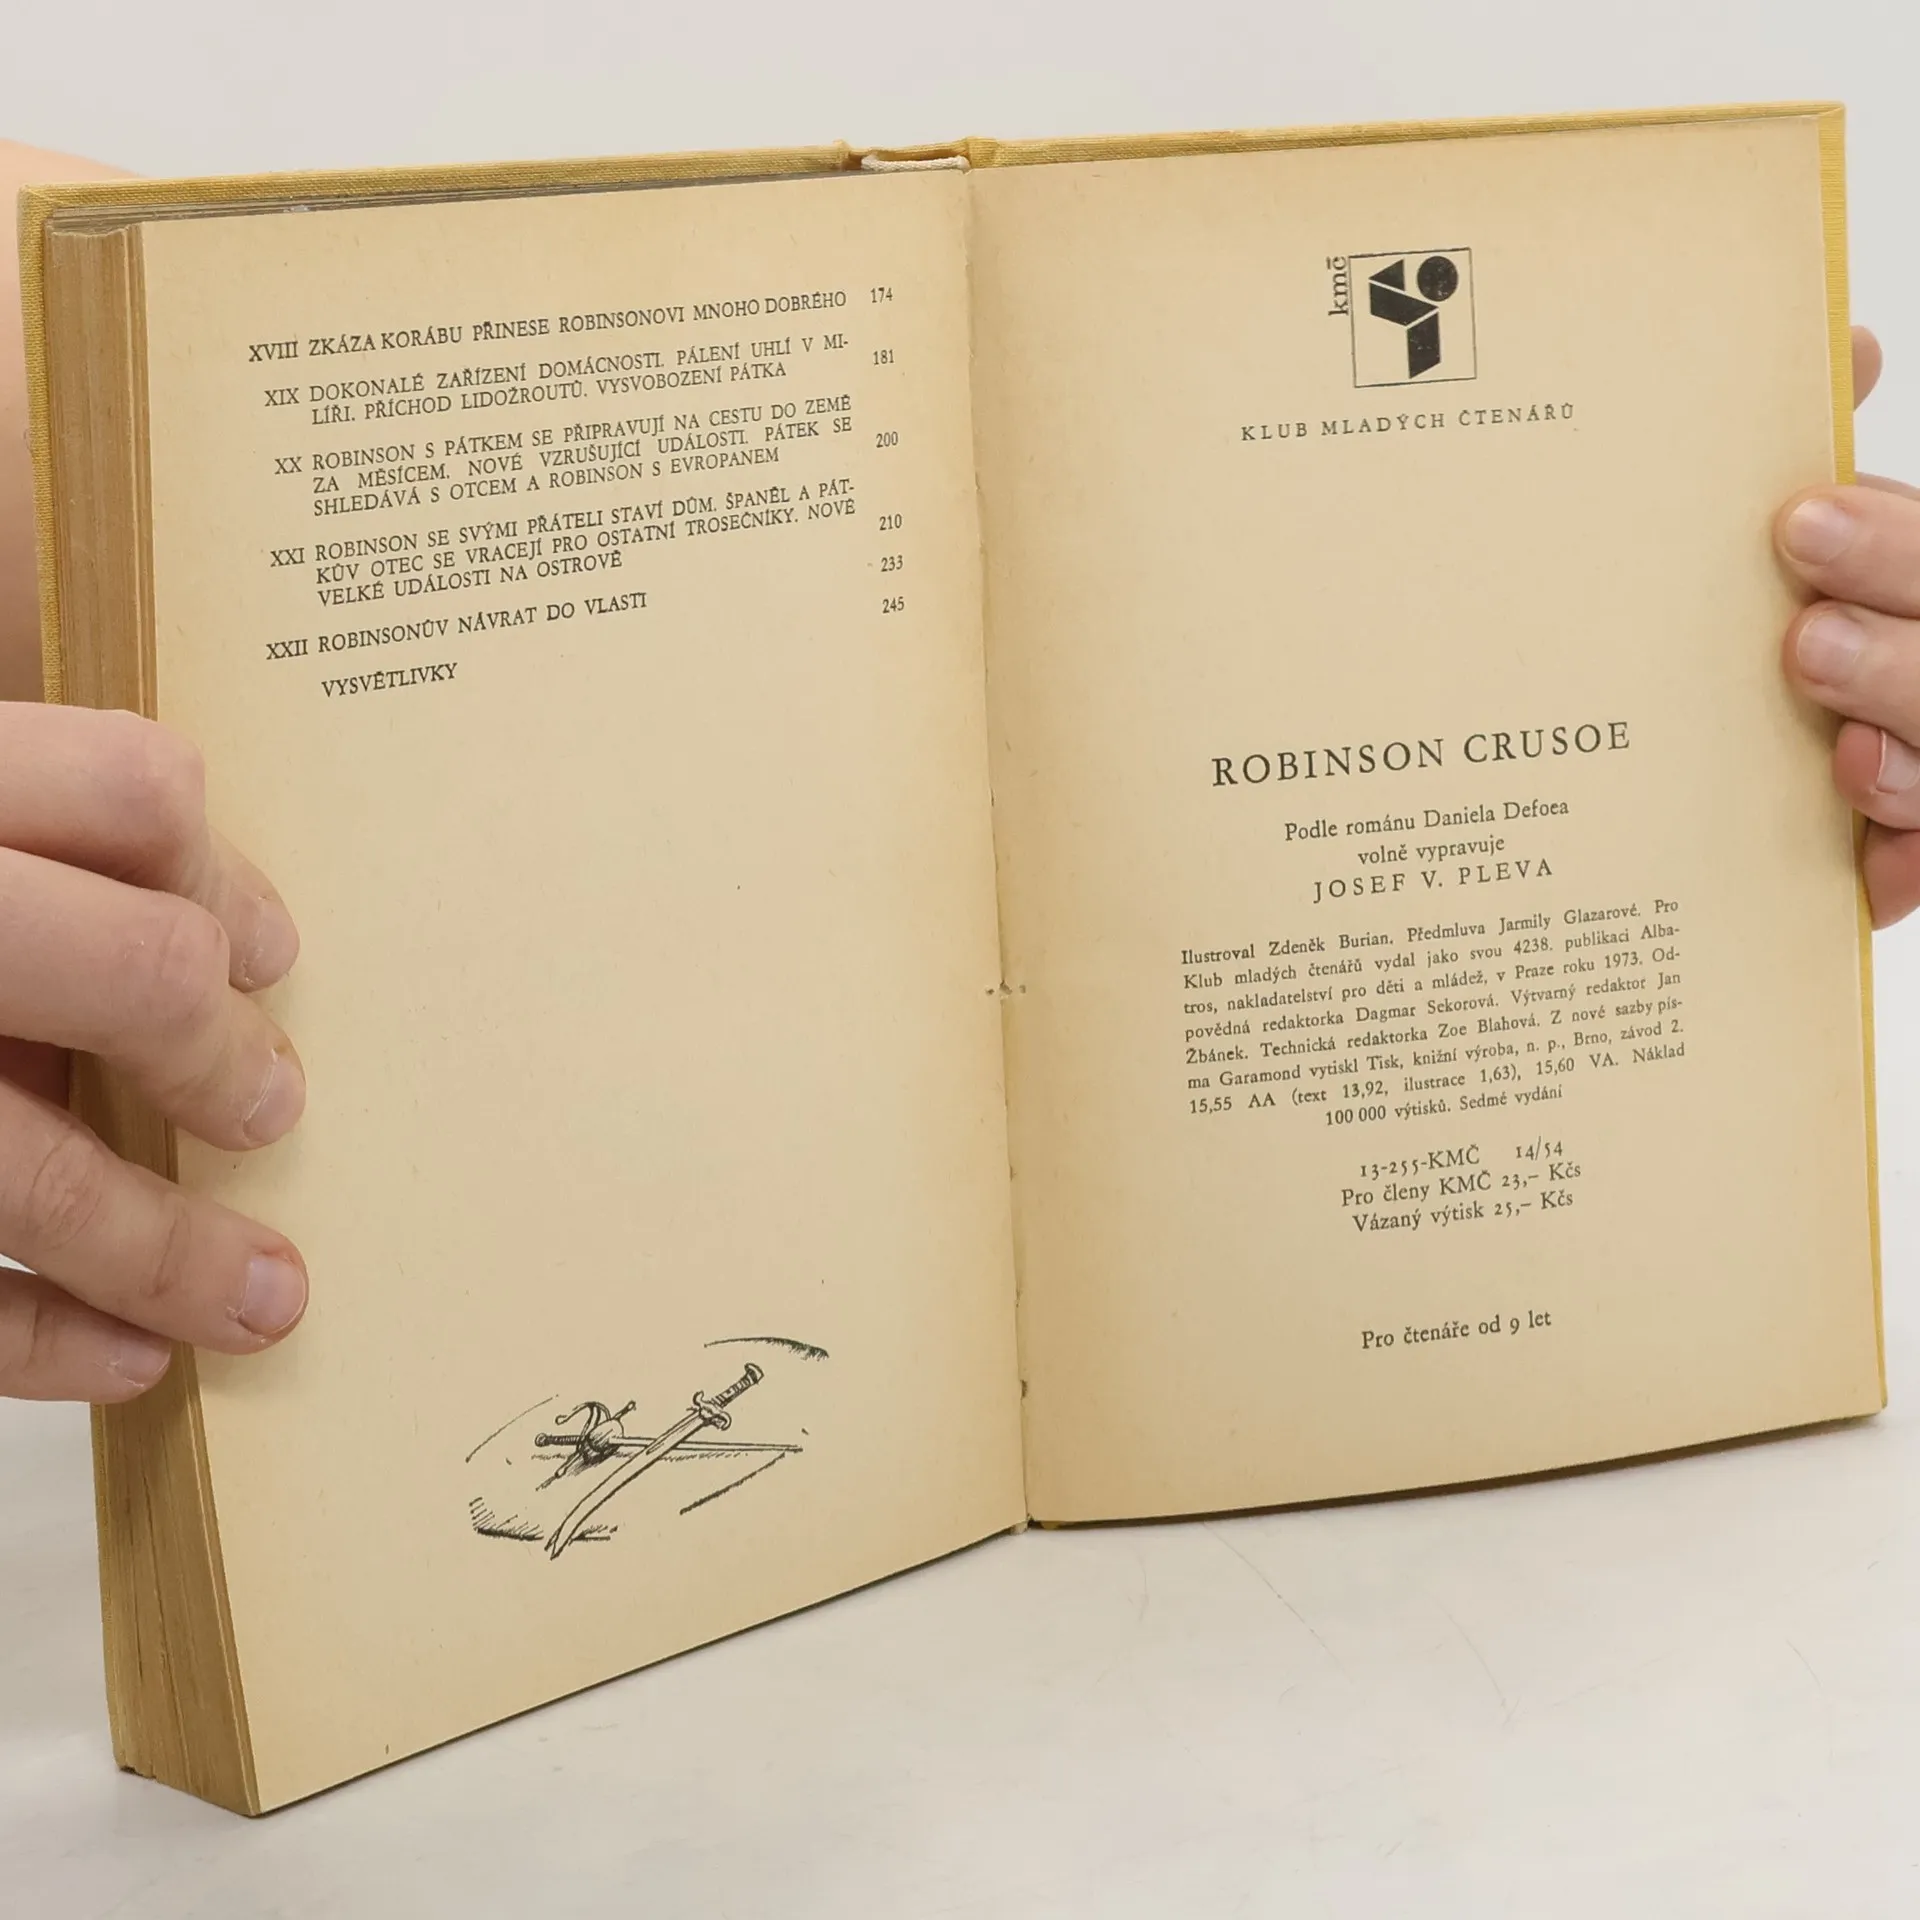 XVIII ZKÁZA KORÁBU PŘINESE ROBINSONOVI MNOHO DOBRÉHO 174
XIX DOKONALÉ ZAŘÍZENÍ DOMÁCNOSTI. PÁLENÍ UHLÍ V MI-
LÍŘI. PŘÍCHOD LIDOŽROUTŮ. VYSVOBOZENÍ PÁTKA 181
XX ROBINSON S PÁTKEM SE PŘIPRAVUJÍ NA CESTU DO ZEMĚ
ZA MĚSÍCEM. NOVÉ VZRUŠUJÍCÍ UDÁLOSTI. PÁTEK SE
SHLEDÁVÁ S OTCEM A ROBINSON S EVROPANEM 200
XXI ROBINSON SE SVÝMI PŘÁTELI STAVÍ DŮM. ŠPANĚL A PÁT-
KŮV OTEC SE VRACEJÍ PRO OSTATNÍ TROSEČNÍKY. NOVÉ
VELKÉ UDÁLOSTI NA OSTROVĚ 210
XXII ROBINSONŮV NÁVRAT DO VLASTI 233
VYSVĚTLIVKY 245
kmč
KLUB MLADÝCH ČTENÁŘŮ
ROBINSON CRUSOE
Podle románu Daniela Defoea
volně vypravuje
JOSEF V. PLEVA
Ilustroval Zdeněk Burian. Předmluva Jarmily Glazarové. Pro
Klub mladých čtenářů vydal jako svou 4238. publikaci Alba-
tros, nakladatelství pro děti a mládež, v Praze roku 1973. Od-
povědná redaktorka Dagmar Sekorová. Výtvarný redaktor Jan
Žbánek. Technická redaktorka Zoe Blahová. Z nové sazby pís-
ma Garamond vytiskl Tisk, knižní výroba, n. p., Brno, závod 2.
15,55 AA (text 13,92, ilustrace 1,63), 15,60 VA. Náklad
100 000 výtisků. Sedmé vydání
13-255-KMČ 14/54
Pro členy KMČ 23,– Kčs
Vázaný výtisk 25,– Kčs
Pro čtenáře od 9 let